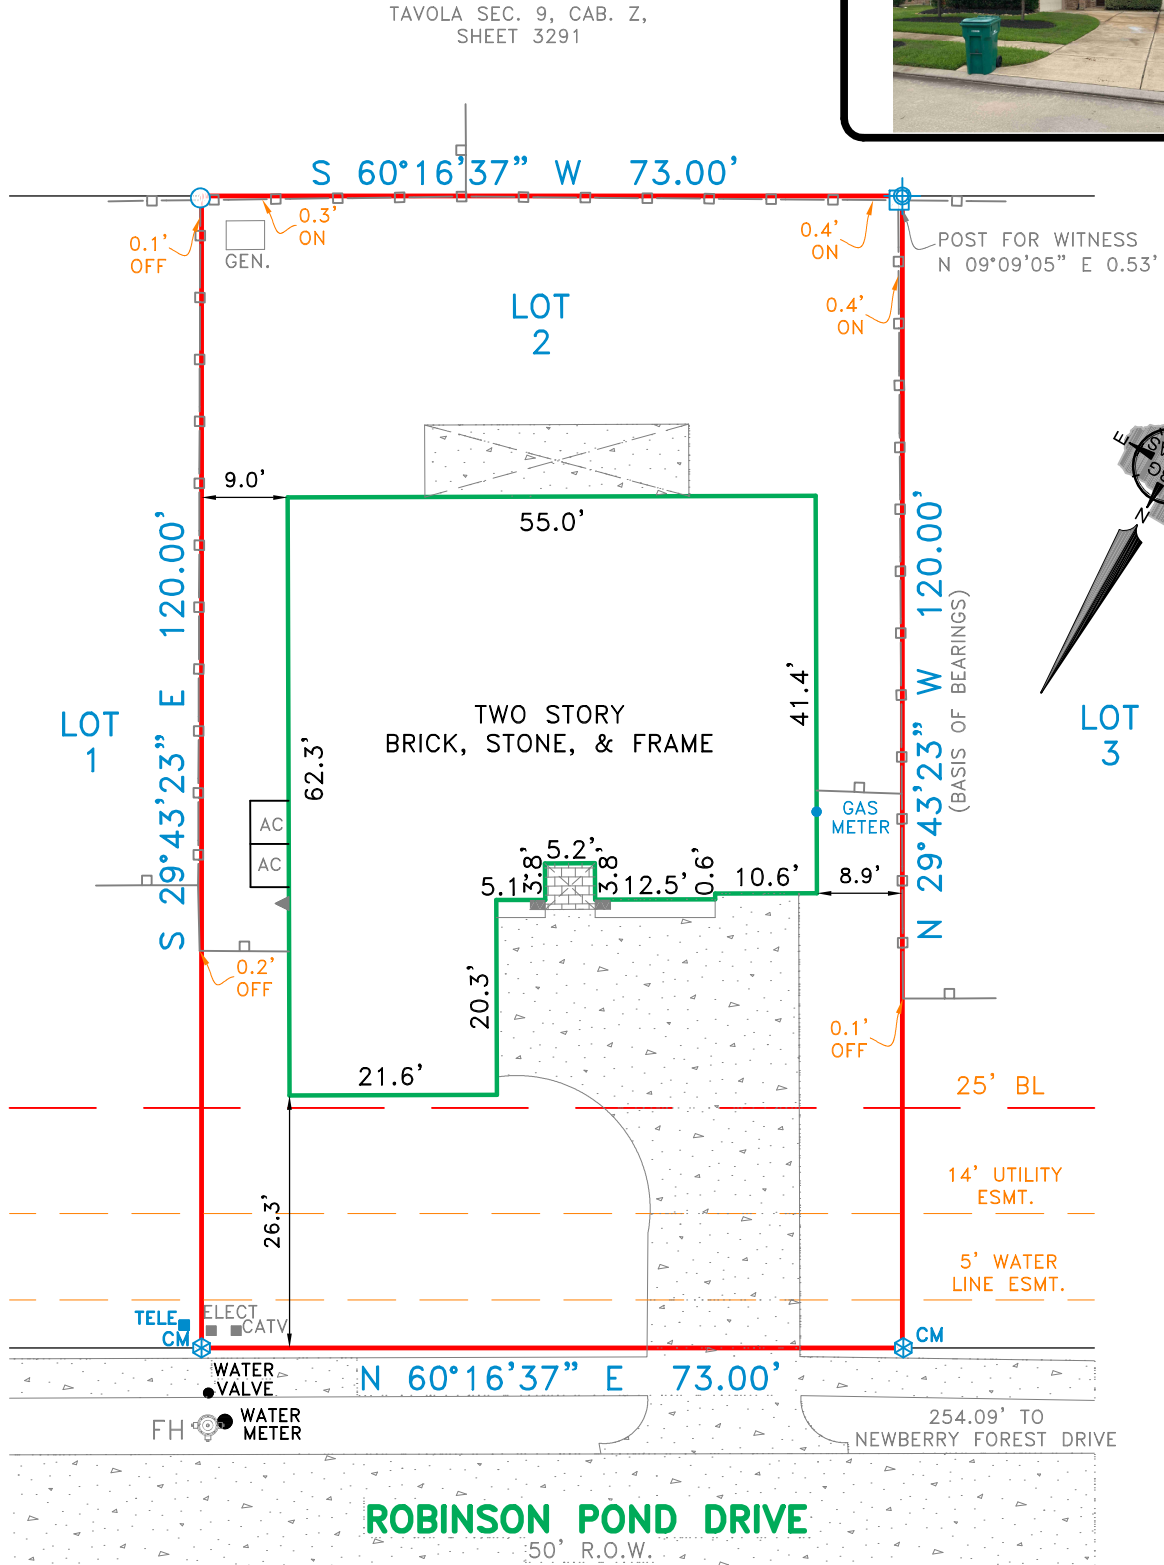 TAVOLA SEC. 9, CAB. Z,
SHEET 3291
S 60°16'37" W 73.00'
0.1'
OFF
0.3'
ON
GEN.
0.4'
ON
POST FOR WITNESS
N 09°09'05" E 0.53'
0.4'
ON
LOT
2
E
N
9.0'
55.0'
S 29°43'23" E 120.00'
N 29°43'23" W 120.00'
(BASIS OF BEARINGS)
LOT
1
LOT
3
TWO STORY
BRICK, STONE, & FRAME
62.3'
41.4'
AC
AC
GAS
METER
5.1'
3.8'
5.2'
3.8'
12.5'
0.6'
10.6'
8.9'
0.2'
OFF
20.3'
0.1'
OFF
21.6'
25' BL
26.3'
14' UTILITY
ESMT.
5' WATER
LINE ESMT.
TELE
ELECT
CATV
CM
CM
WATER
VALVE
N 60°16'37" E 73.00'
FH
WATER
METER
254.09' TO
NEWBERRY FOREST DRIVE
ROBINSON POND DRIVE
50' R.O.W.